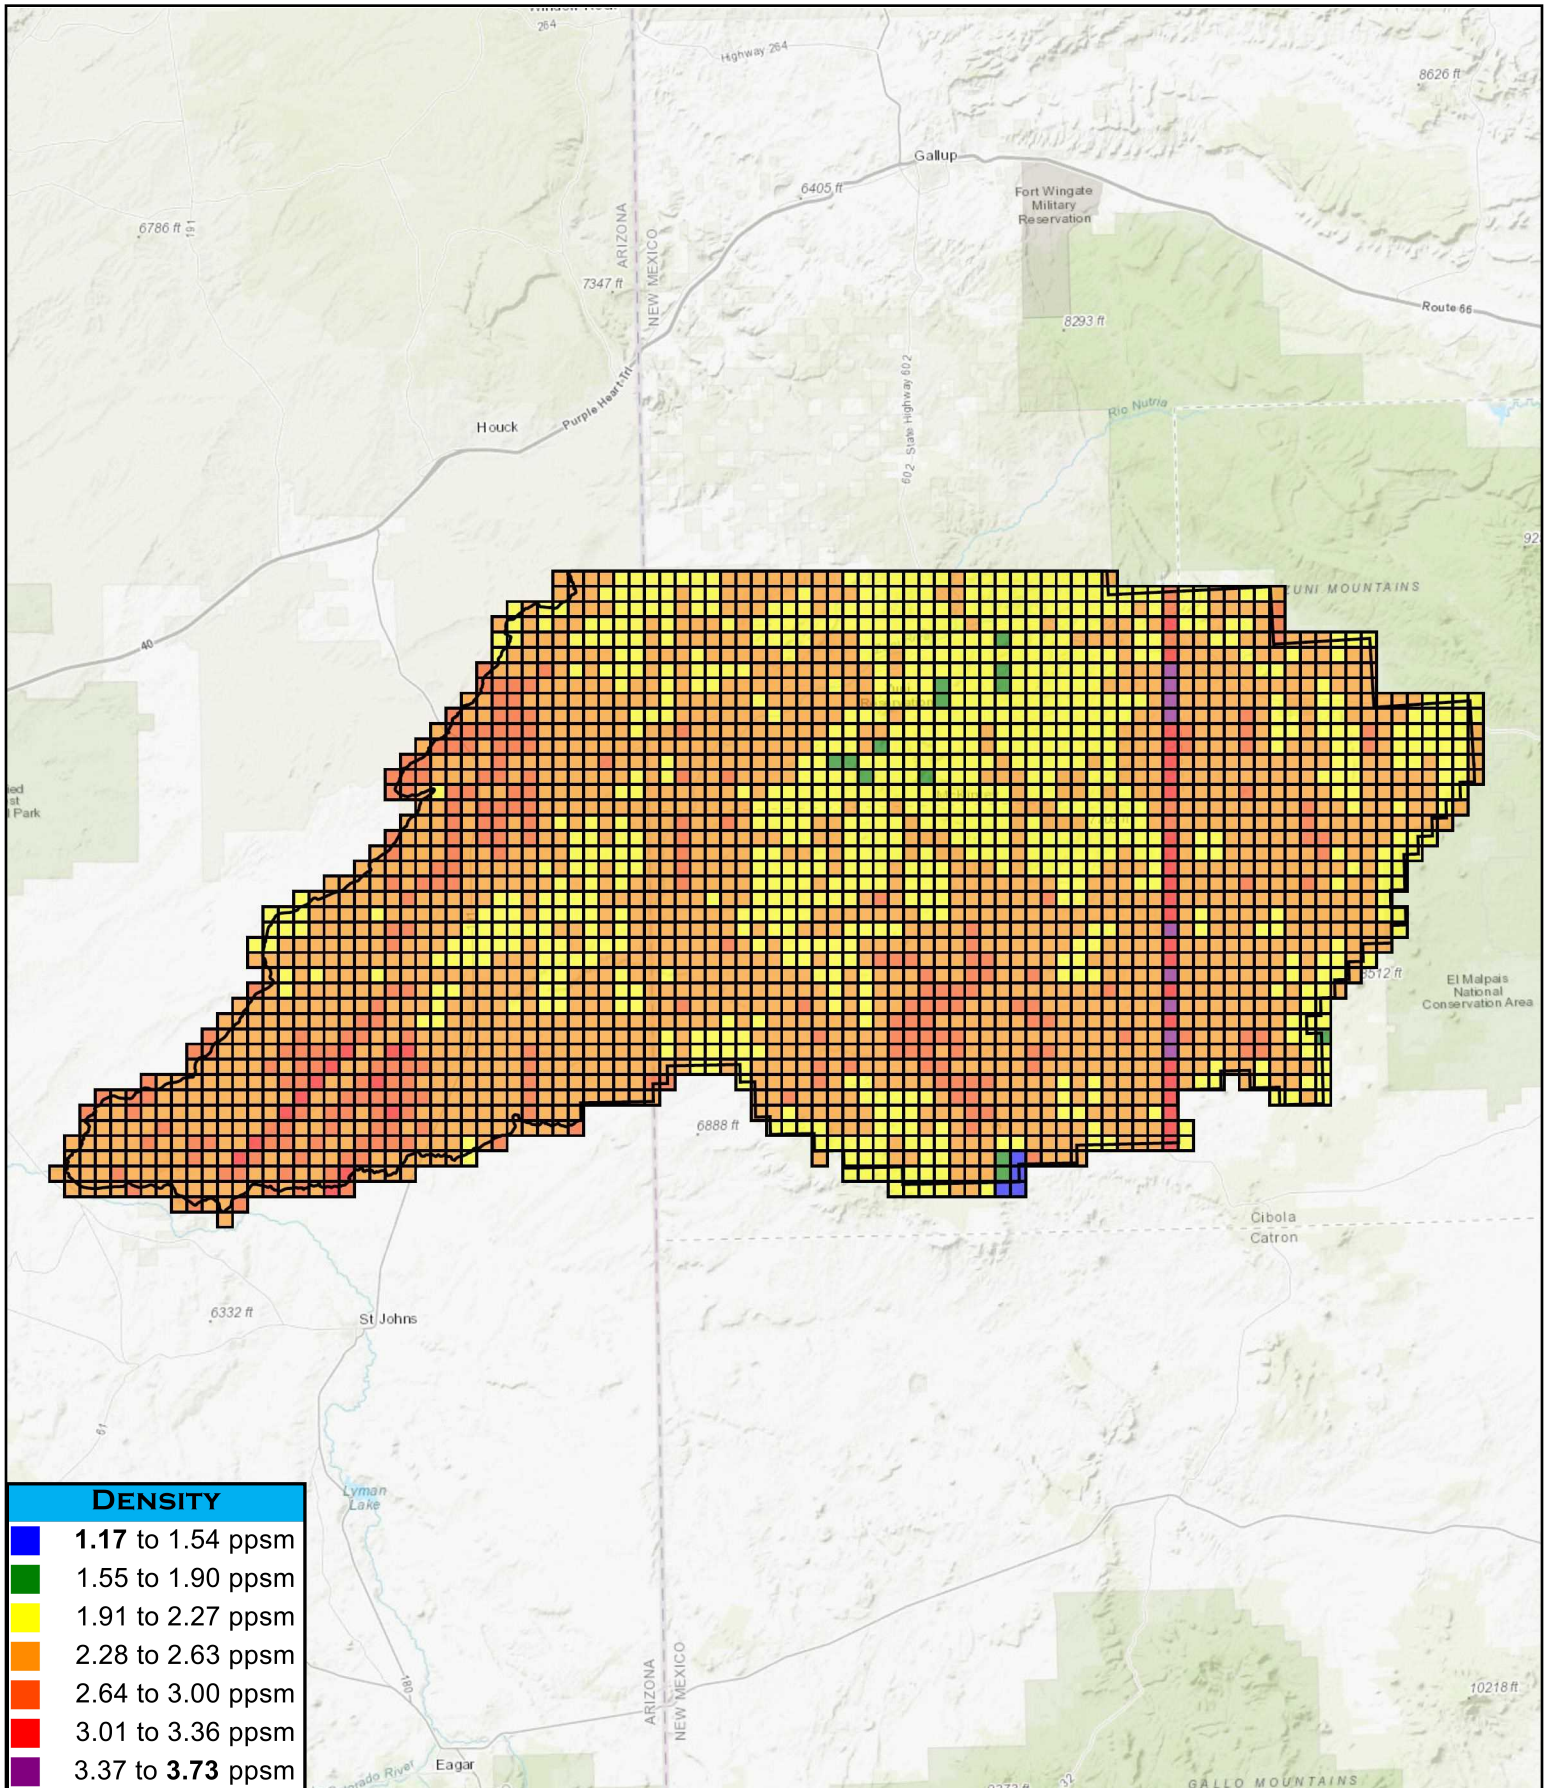 264
Highway 264
8626 ft
Gallup
6405 ft
Fort Wingate
Military
Reservation
6786 ft
191
ARIZONA
NEW MEXICO
7347 ft
8293 ft
Route 66
Purple Heart Trl
602 State Highway 602
Rio Nutria
Houck
ZUNI MOUNTAINS
40
Park
8512 ft
El Malpais
National
Conservation Area
6888 ft
Cibola
Catron
6332 ft
St Johns
61
Lyman
Lake
DENSITY
1.17 to 1.54 ppsm
1.55 to 1.90 ppsm
1.91 to 2.27 ppsm
2.28 to 2.63 ppsm
2.64 to 3.00 ppsm
3.01 to 3.36 ppsm
3.37 to 3.73 ppsm
180
ARIZONA
NEW MEXICO
10218 ft
Eagar
32
GALLO MOUNTAINS